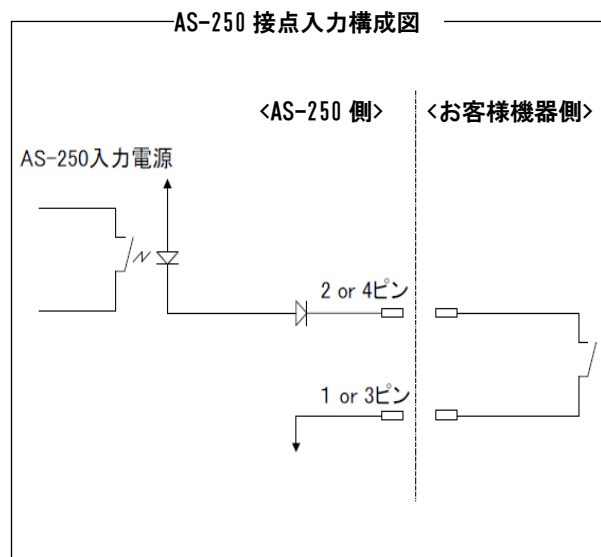 AS-250 接点入力構成図
<AS-250 側> <お客様機器側>
AS-250入力電源
2 or 4ピン
1 or 3ピン